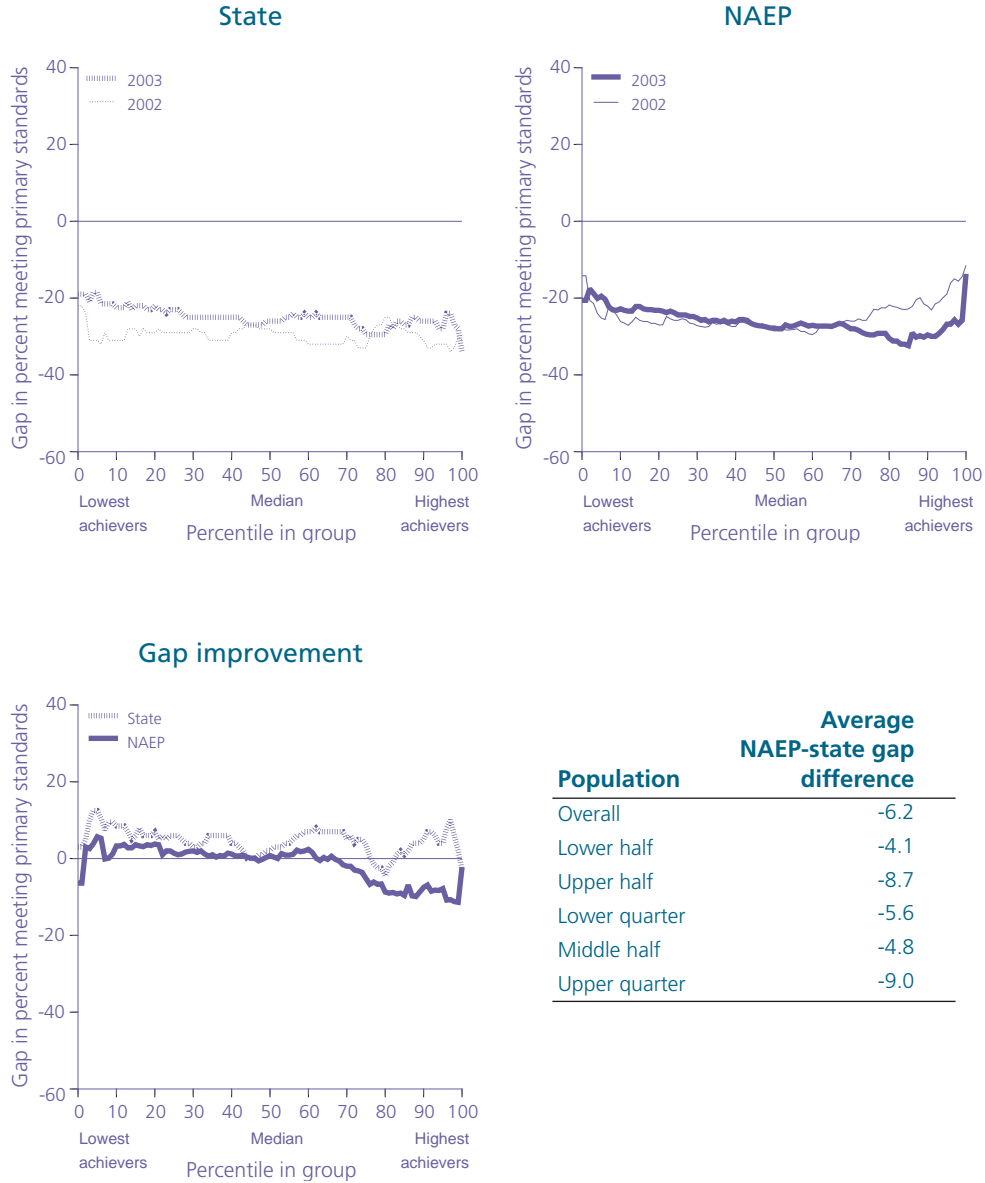 State
Gap in percent meeting primary standards
40
20
0
-20
-40
-60
2003
2002
0 10 20 30 40 50 60 70 80 90 100
Lowest achievers
Median
Highest achievers
Percentile in group
NAEP
Gap in percent meeting primary standards
40
20
0
-20
-40
-60
2003
2002
0 10 20 30 40 50 60 70 80 90 100
Lowest achievers
Median
Highest achievers
Percentile in group
Gap improvement
Gap in percent meeting primary standards
40
20
0
-20
-40
-60
State
NAEP
0 10 20 30 40 50 60 70 80 90 100
Lowest achievers
Median
Highest achievers
Percentile in group
Average
NAEP-state gap
Population difference
Overall -6.2
Lower half -4.1
Upper half -8.7
Lower quarter -5.6
Middle half -4.8
Upper quarter -9.0